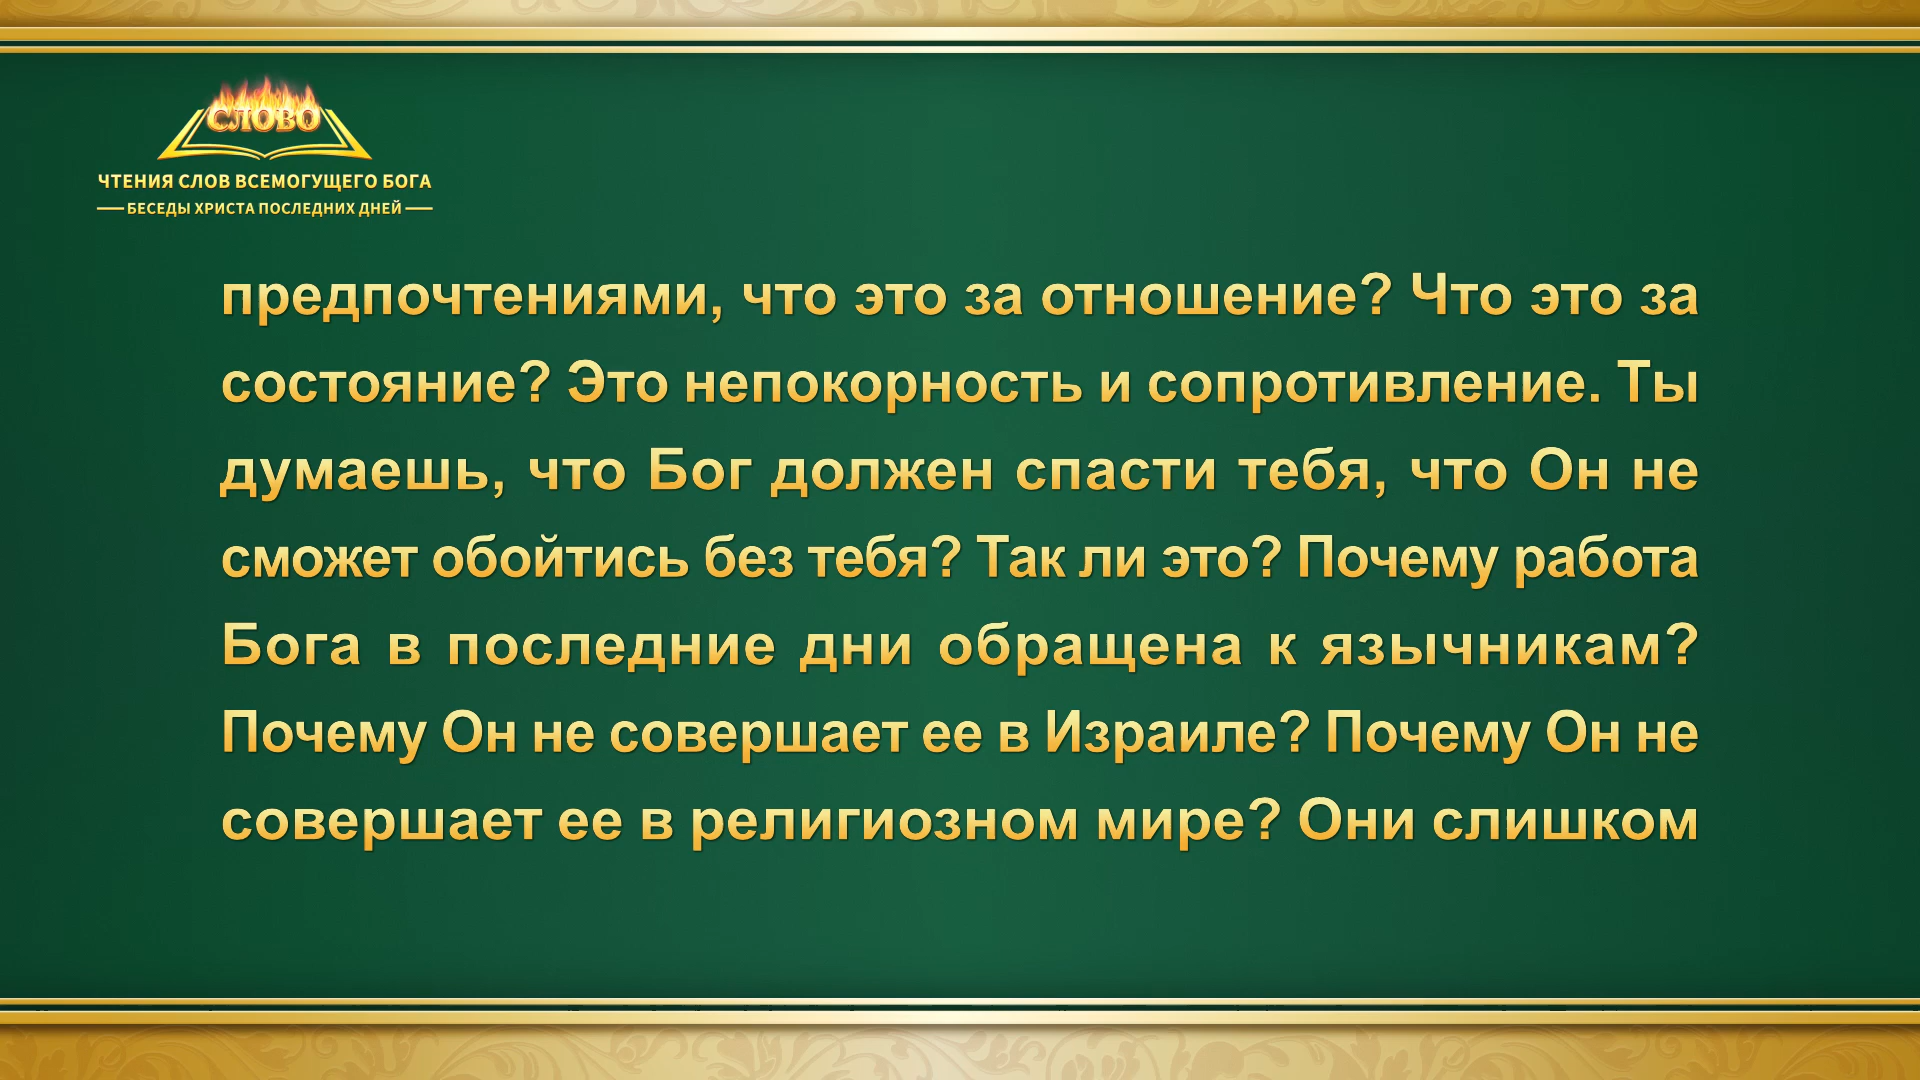 СЛОВО
ЧТЕНИЯ СЛОВ ВСЕМОГУЩЕГО БОГА
БЕСЕДЫ ХРИСТА ПОСЛЕДНИХ ДНЕЙ
предпочтениями, что это за отношение? Что это за
состояние? Это непокорность и сопротивление. Ты
думаешь, что Бог должен спасти тебя, что Он не
сможет обойтись без тебя? Так ли это? Почему работа
Бога в последние дни обращена к язычникам?
Почему Он не совершает ее в Израиле? Почему Он не
совершает ее в религиозном мире? Они слишком